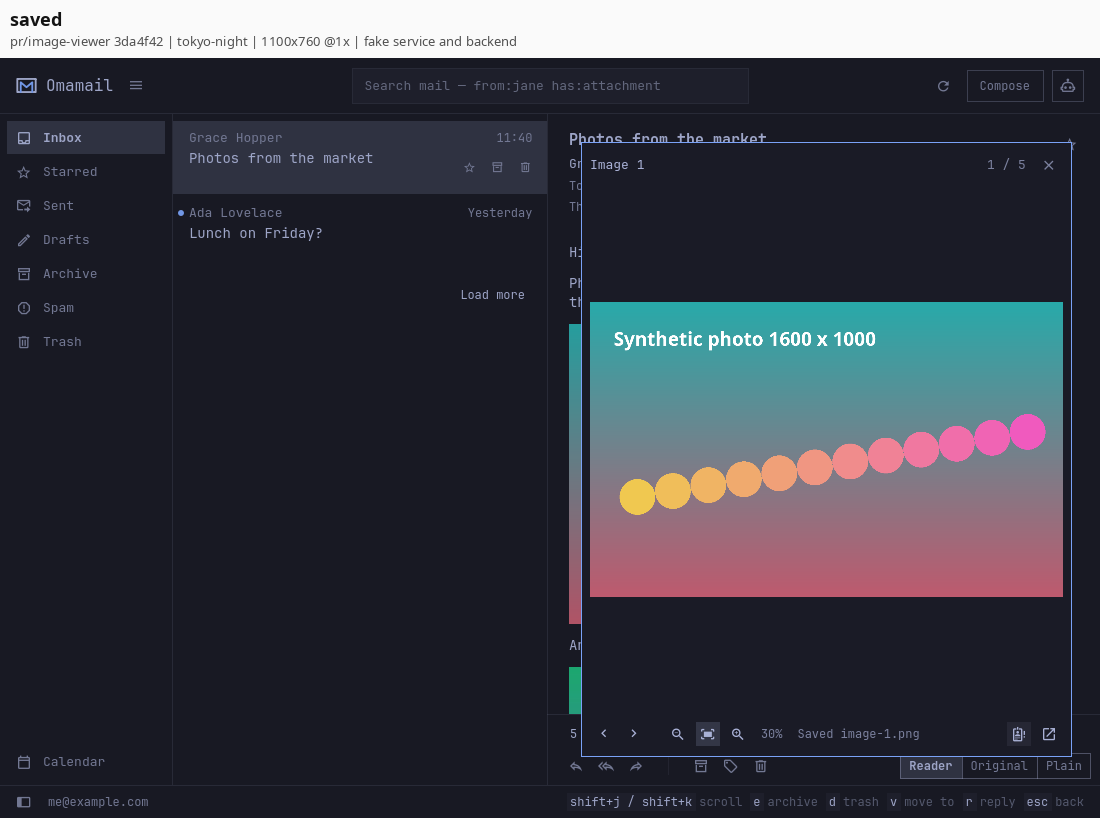 saved
pr/image-viewer 3da4f42 | tokyo-night | 1100x760 @1x | fake service and backend
Omamail
Search mail — from:jane has:attachment
Compose
Inbox
Starred
Sent
Drafts
Archive
Spam
Trash
Calendar
Grace Hopper 11:40
Photos from the market
Ada Lovelace Yesterday
Lunch on Friday?
Load more
Photos from the market
Image 1 1 / 5
Synthetic photo 1600 x 1000
5
30% Saved image-1.png
Reader Original Plain
me@example.com
shift+j / shift+k scroll e archive d trash v move to r reply esc back